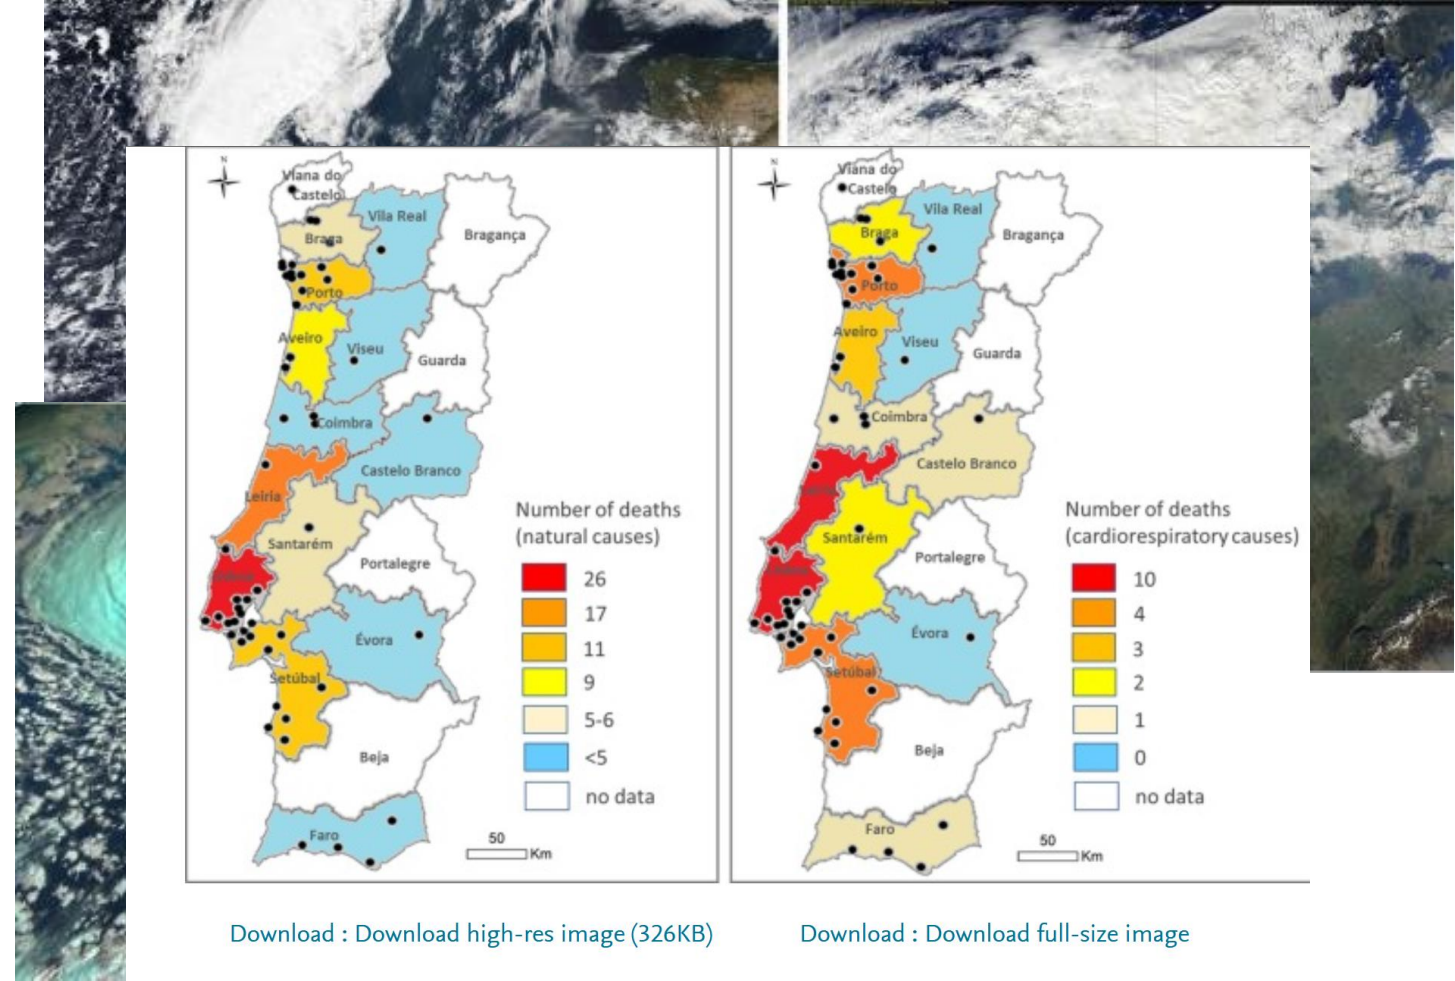 N
Viana do
Castelo
Vila Real
Braga
Bragança
Porto
Aveiro
Viseu
Guarda
Coimbra
Castelo Branco
Leiria
Santarém
Portalegre
Évora
Setúbal
Beja
Faro
Number of deaths
(natural causes)
26
17
11
9
5-6
<5
no data
50
Km
N
Viana do
Castelo
Vila Real
Braga
Bragança
Porto
Aveiro
Viseu
Guarda
Coimbra
Castelo Branco
Santarém
Portalegre
Évora
Setúbal
Beja
Faro
Number of deaths
(cardiorespiratory causes)
10
4
3
2
1
0
no data
50
Km
Download : Download high-res image (326KB)
Download : Download full-size image